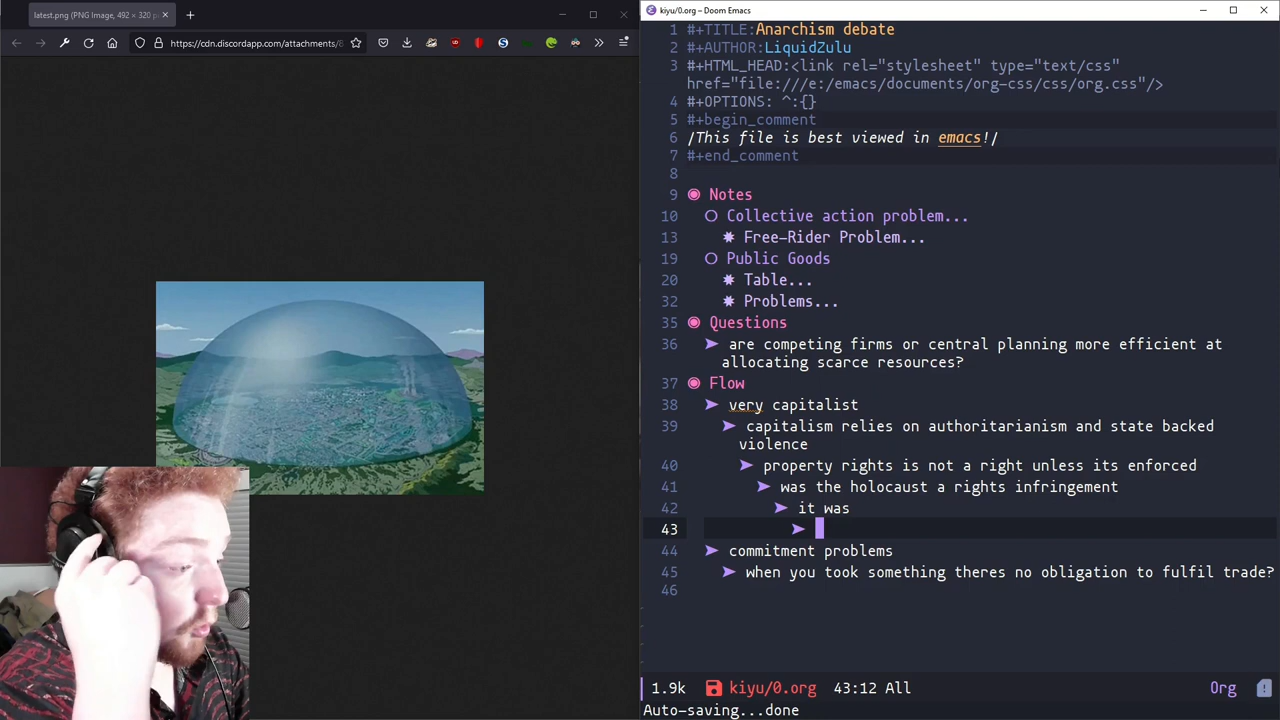 latest.png (PNG Image, 492 × 320 p
https://cdn.discordapp.com/attachments/8
kiyu/0.org – Doom Emacs
1 #+TITLE:Anarchism debate
2 #+AUTHOR:LiquidZulu
3 #+HTML_HEAD:<link rel="stylesheet" type="text/css"
href="file:///e:/emacs/documents/org-css/css/org.css"/>
4 #+OPTIONS: ^:{}
5 #+begin_comment
6 /This file is best viewed in emacs!/
7 #+end_comment
8
9 Notes
10 Collective action problem...
13 Free-Rider Problem...
19 Public Goods
20 Table...
32 Problems...
35 Questions
36 are competing firms or central planning more efficient at
allocating scarce resources?
37 Flow
38 very capitalist
39 capitalism relies on authoritarianism and state backed
violence
40 property rights is not a right unless its enforced
41 was the holocaust a rights infringement
42 it was
43
44 commitment problems
45 when you took something theres no obligation to fulfil trade?
46
1.9k kiyu/0.org 43:12 All Org
Auto-saving...done